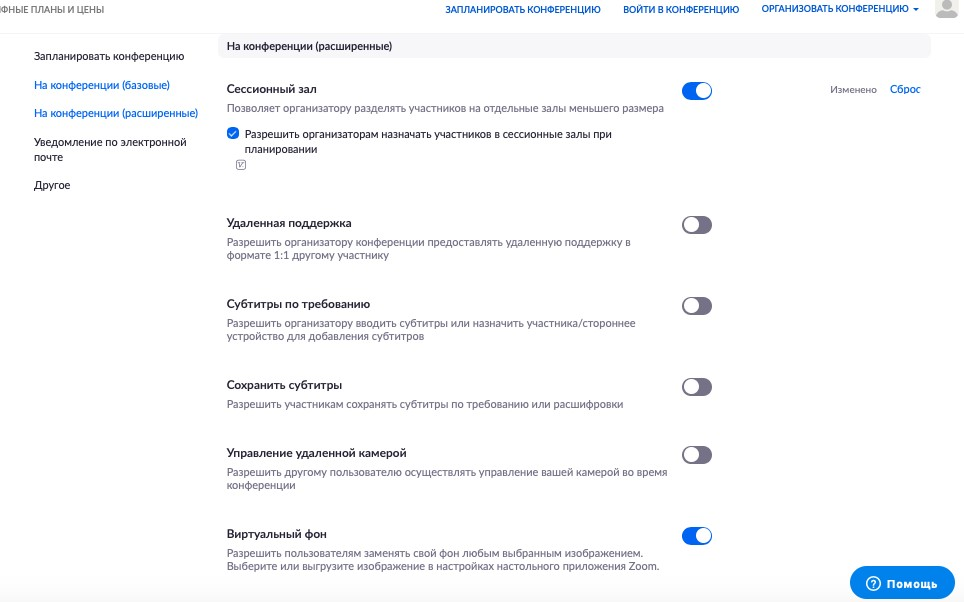 ФНЫЕ ПЛАНЫ И ЦЕНЫ
ЗАПЛАНИРОВАТЬ КОНФЕРЕНЦИЮ
ВОЙТИ В КОНФЕРЕНЦИЮ
ОРГАНИЗОВАТЬ КОНФЕРЕНЦИЮ
Запланировать конференцию
На конференции (базовые)
На конференции (расширенные)
Уведомление по электронной
почте
Другое
На конференции (расширенные)
Сессионный зал
Изменено
Сброс
Позволяет организатору разделять участников на отдельные залы меньшего размера
Разрешить организаторам назначать участников в сессионные залы при
планировании
Удаленная поддержка
Разрешить организатору конференции предоставлять удаленную поддержку в
формате 1:1 другому участнику
Субтитры по требованию
Разрешить организатору вводить субтитры или назначить участника/стороннее
устройство для добавления субтитров
Сохранить субтитры
Разрешить участникам сохранять субтитры по требованию или расшифровки
Управление удаленной камерой
Разрешить другому пользователю осуществлять управление вашей камерой во время
конференции
Виртуальный фон
Разрешить пользователям заменять свой фон любым выбранным изображением.
Выберите или выгрузите изображение в настройках настольного приложения Zoom.
Помощь